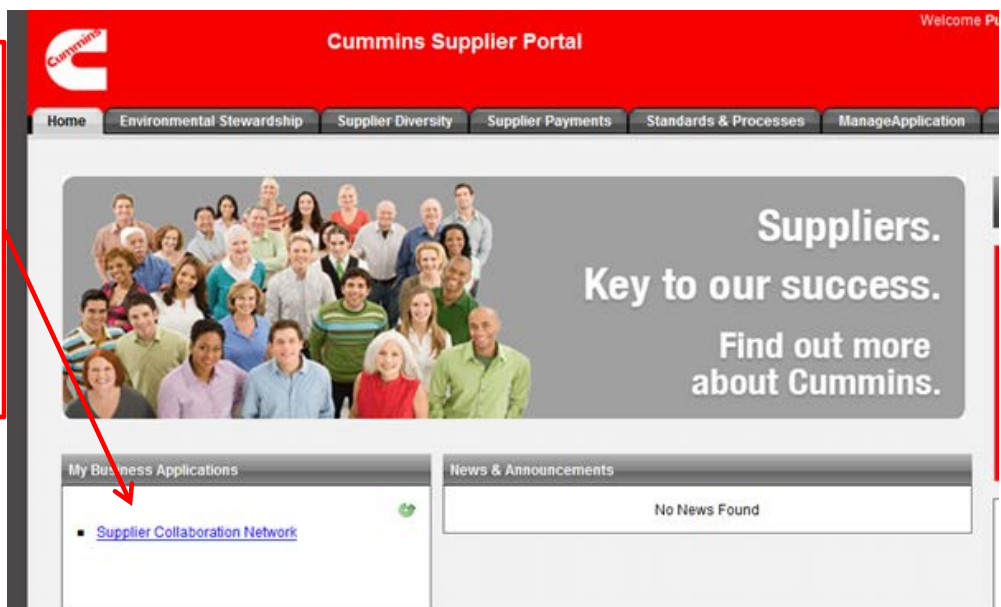 Welcome Pu
Cummins
Cummins Supplier Portal
Home Environmental Stewardship Supplier Diversity Supplier Payments Standards & Processes ManageApplication
Suppliers.
Key to our success.
Find out more
about Cummins.
My Business Applications
News & Announcements
Supplier Collaboration Network
No News Found